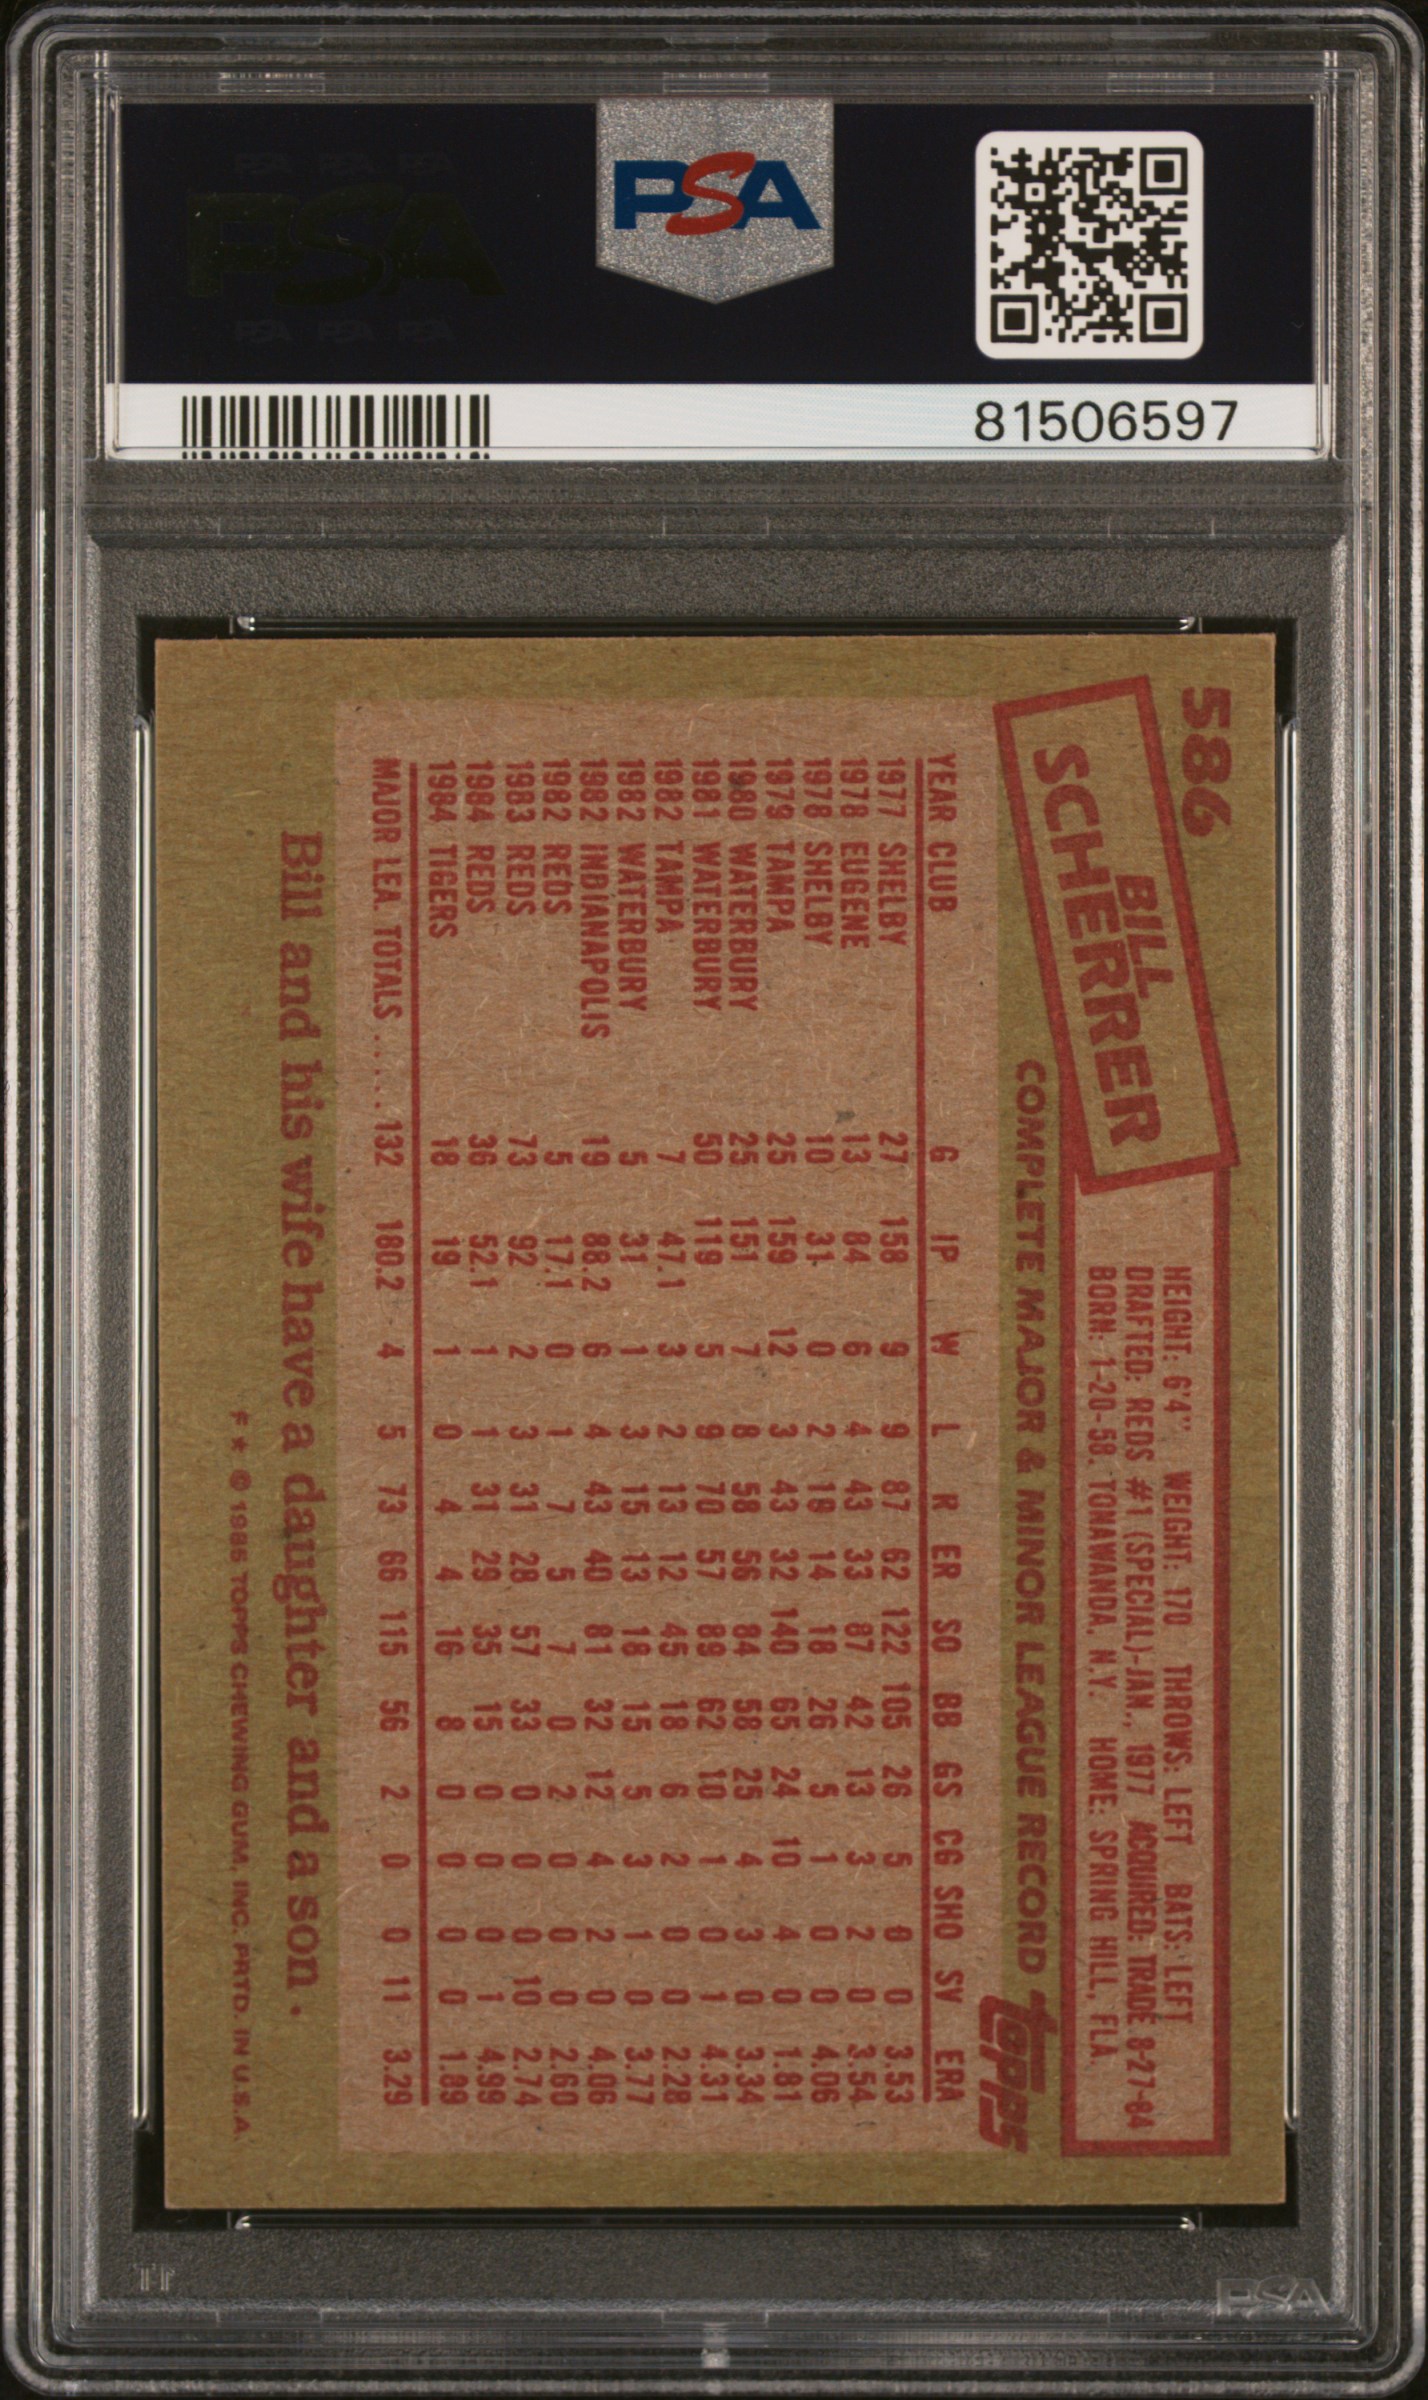 PSA PSA PSA
PSA
PSA PSA PSA
PSA
81506597
586
BILL
SCHERRER
HEIGHT: 6'4" WEIGHT: 170 THROWS: LEFT BATS: LEFT
DRAFTED: REDS #1 (SPECIAL)-JAN., 1977 ACQUIRED: TRADE 8-27-84
BORN: 1-20-58, TONAWANDA, N.Y. HOME: SPRING HILL, FLA.
COMPLETE MAJOR & MINOR LEAGUE RECORD
TOPPS
YEAR CLUB G IP W L R ER SO BB GS CG SHO SV ERA
1977 SHELBY 27 158 9 9 87 62 122 105 26 5 0 0 3.53
1978 EUGENE 13 84 6 4 43 33 87 42 13 3 2 0 3.54
1978 SHELBY 10 31 0 2 19 14 18 26 5 1 0 0 4.06
1979 TAMPA 25 159 12 3 43 32 140 65 24 10 4 0 1.81
1980 WATERBURY 25 151 7 8 58 56 84 58 25 4 3 0 3.34
1981 WATERBURY 50 119 5 9 70 57 89 62 10 1 0 1 4.31
1982 TAMPA 7 47.1 3 2 13 12 45 18 6 2 0 0 2.28
1982 WATERBURY 5 31 1 3 15 13 18 15 5 3 1 0 3.77
1982 INDIANAPOLIS 19 88.2 6 4 43 40 81 32 12 4 2 0 4.06
1982 REDS 5 17.1 0 1 7 5 7 0 2 0 0 0 2.60
1983 REDS 73 92 2 3 31 28 57 33 0 0 0 10 2.74
1984 REDS 36 52.1 1 1 31 29 35 15 0 0 0 1 4.99
1984 TIGERS 18 19 1 0 4 4 16 8 0 0 0 0 1.89
MAJOR LEA. TOTALS ..... 132 180.2 4 5 73 66 115 56 2 0 0 11 3.29
Bill and his wife have a daughter and a son.
F* © 1985 TOPPS CHEWING GUM, INC. PRTD. IN U.S.A.
PSA